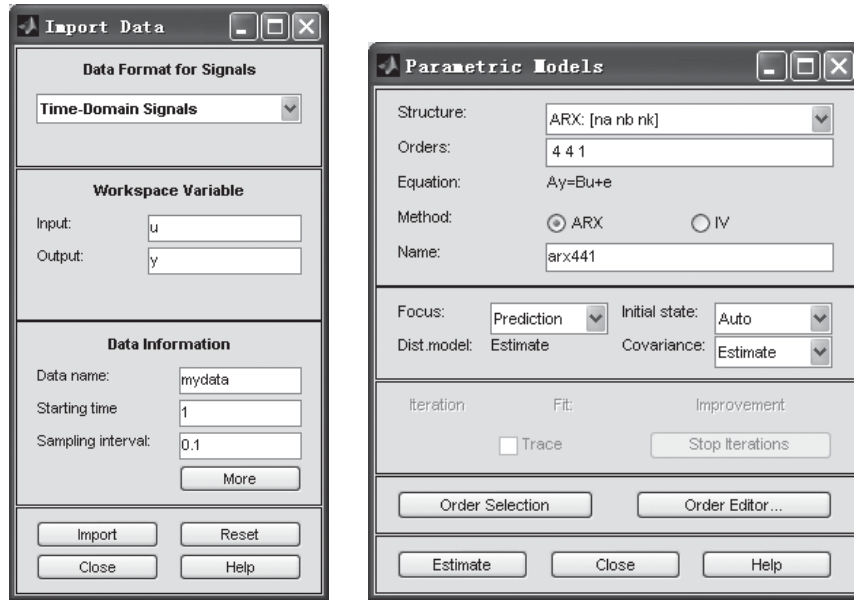 Import Data
Data Format for Signals
Time-Domain Signals
Workspace Variable
Input: u
Output: y
Data Information
Data name: mydata
Starting time 1
Sampling interval: 0.1
More
Import Reset
Close Help
Parametric Models
Structure: ARX: [na nb nk]
Orders: 4 4 1
Equation: Ay=Bu+e
Method: ARX IV
Name: arx441
Focus: Prediction Initial state: Auto
Dist.model: Estimate Covariance: Estimate
Iteration Fit: Improvement
Trace Stop Iterations
Order Selection Order Editor...
Estimate Close Help